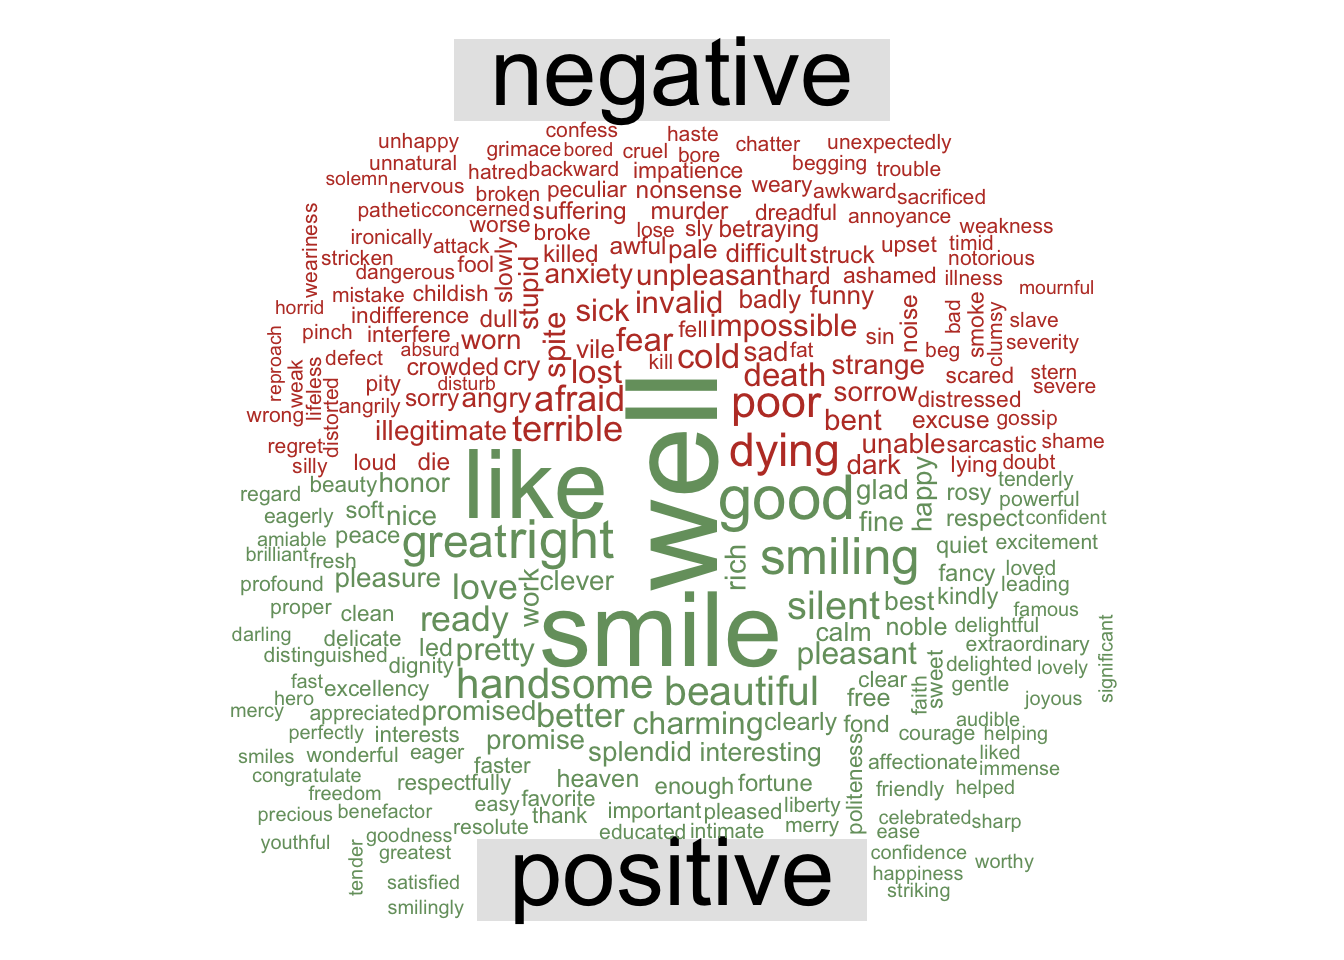 negative
confess haste
unhappy grimace bored cruel bore chatter unexpectedly
unnatural hatred backward impatience begging trouble
solemn nervous broken peculiar nonsense weary awkward sacrificed
pathetic concerned suffering murder dreadful annoyance
weariness ironically attack worse broke lose sly betraying weakness
stricken slowly killed awful pale difficult struck upset timid notorious
dangerous fool stupid anxiety unpleasant hard ashamed illness mournful
horrid mistake childish sick invalid badly funny noise bad smoke clumsy slave
pinch indifference dull spite fell impossible sin severity
reproach interfere absurd worn vile fear cold sad fat beg
weak lifeless defect crowded cry lost kill death strange scared stern
distorted pity disturb sorrow distressed severe
wrong angrily sorry angry afraid well poor bent excuse gossip
regret illegitimate terrible dying unable sarcastic shame
silly loud die dark lying doubt
regard beauty honor like good glad happy rosy tenderly powerful
eagerly soft nice fine respect confident
amiable peace great right smiling quiet excitement
brilliant fresh rich fancy loved leading
profound pleasure love work clever kindly
proper clean ready smile silent best famous
darling delicate led pretty calm noble delightful extraordinary significant
distinguished dignity pleasant sweet delighted lovely
fast excellency handsome beautiful clear faith gentle
hero free joyous
mercy appreciated promised better charming clearly fond audible
perfectly interests promise courage helping
smiles wonderful eager splendid interesting politeness affectionate liked immense
congratulate respectfully faster heaven enough fortune
freedom favorite friendly helped
precious benefactor easy thank important pleased liberty celebrated sharp
youthful goodness resolute educated intimate merry ease
tender greatest positive confidence worthy
satisfied happiness
smilingly striking